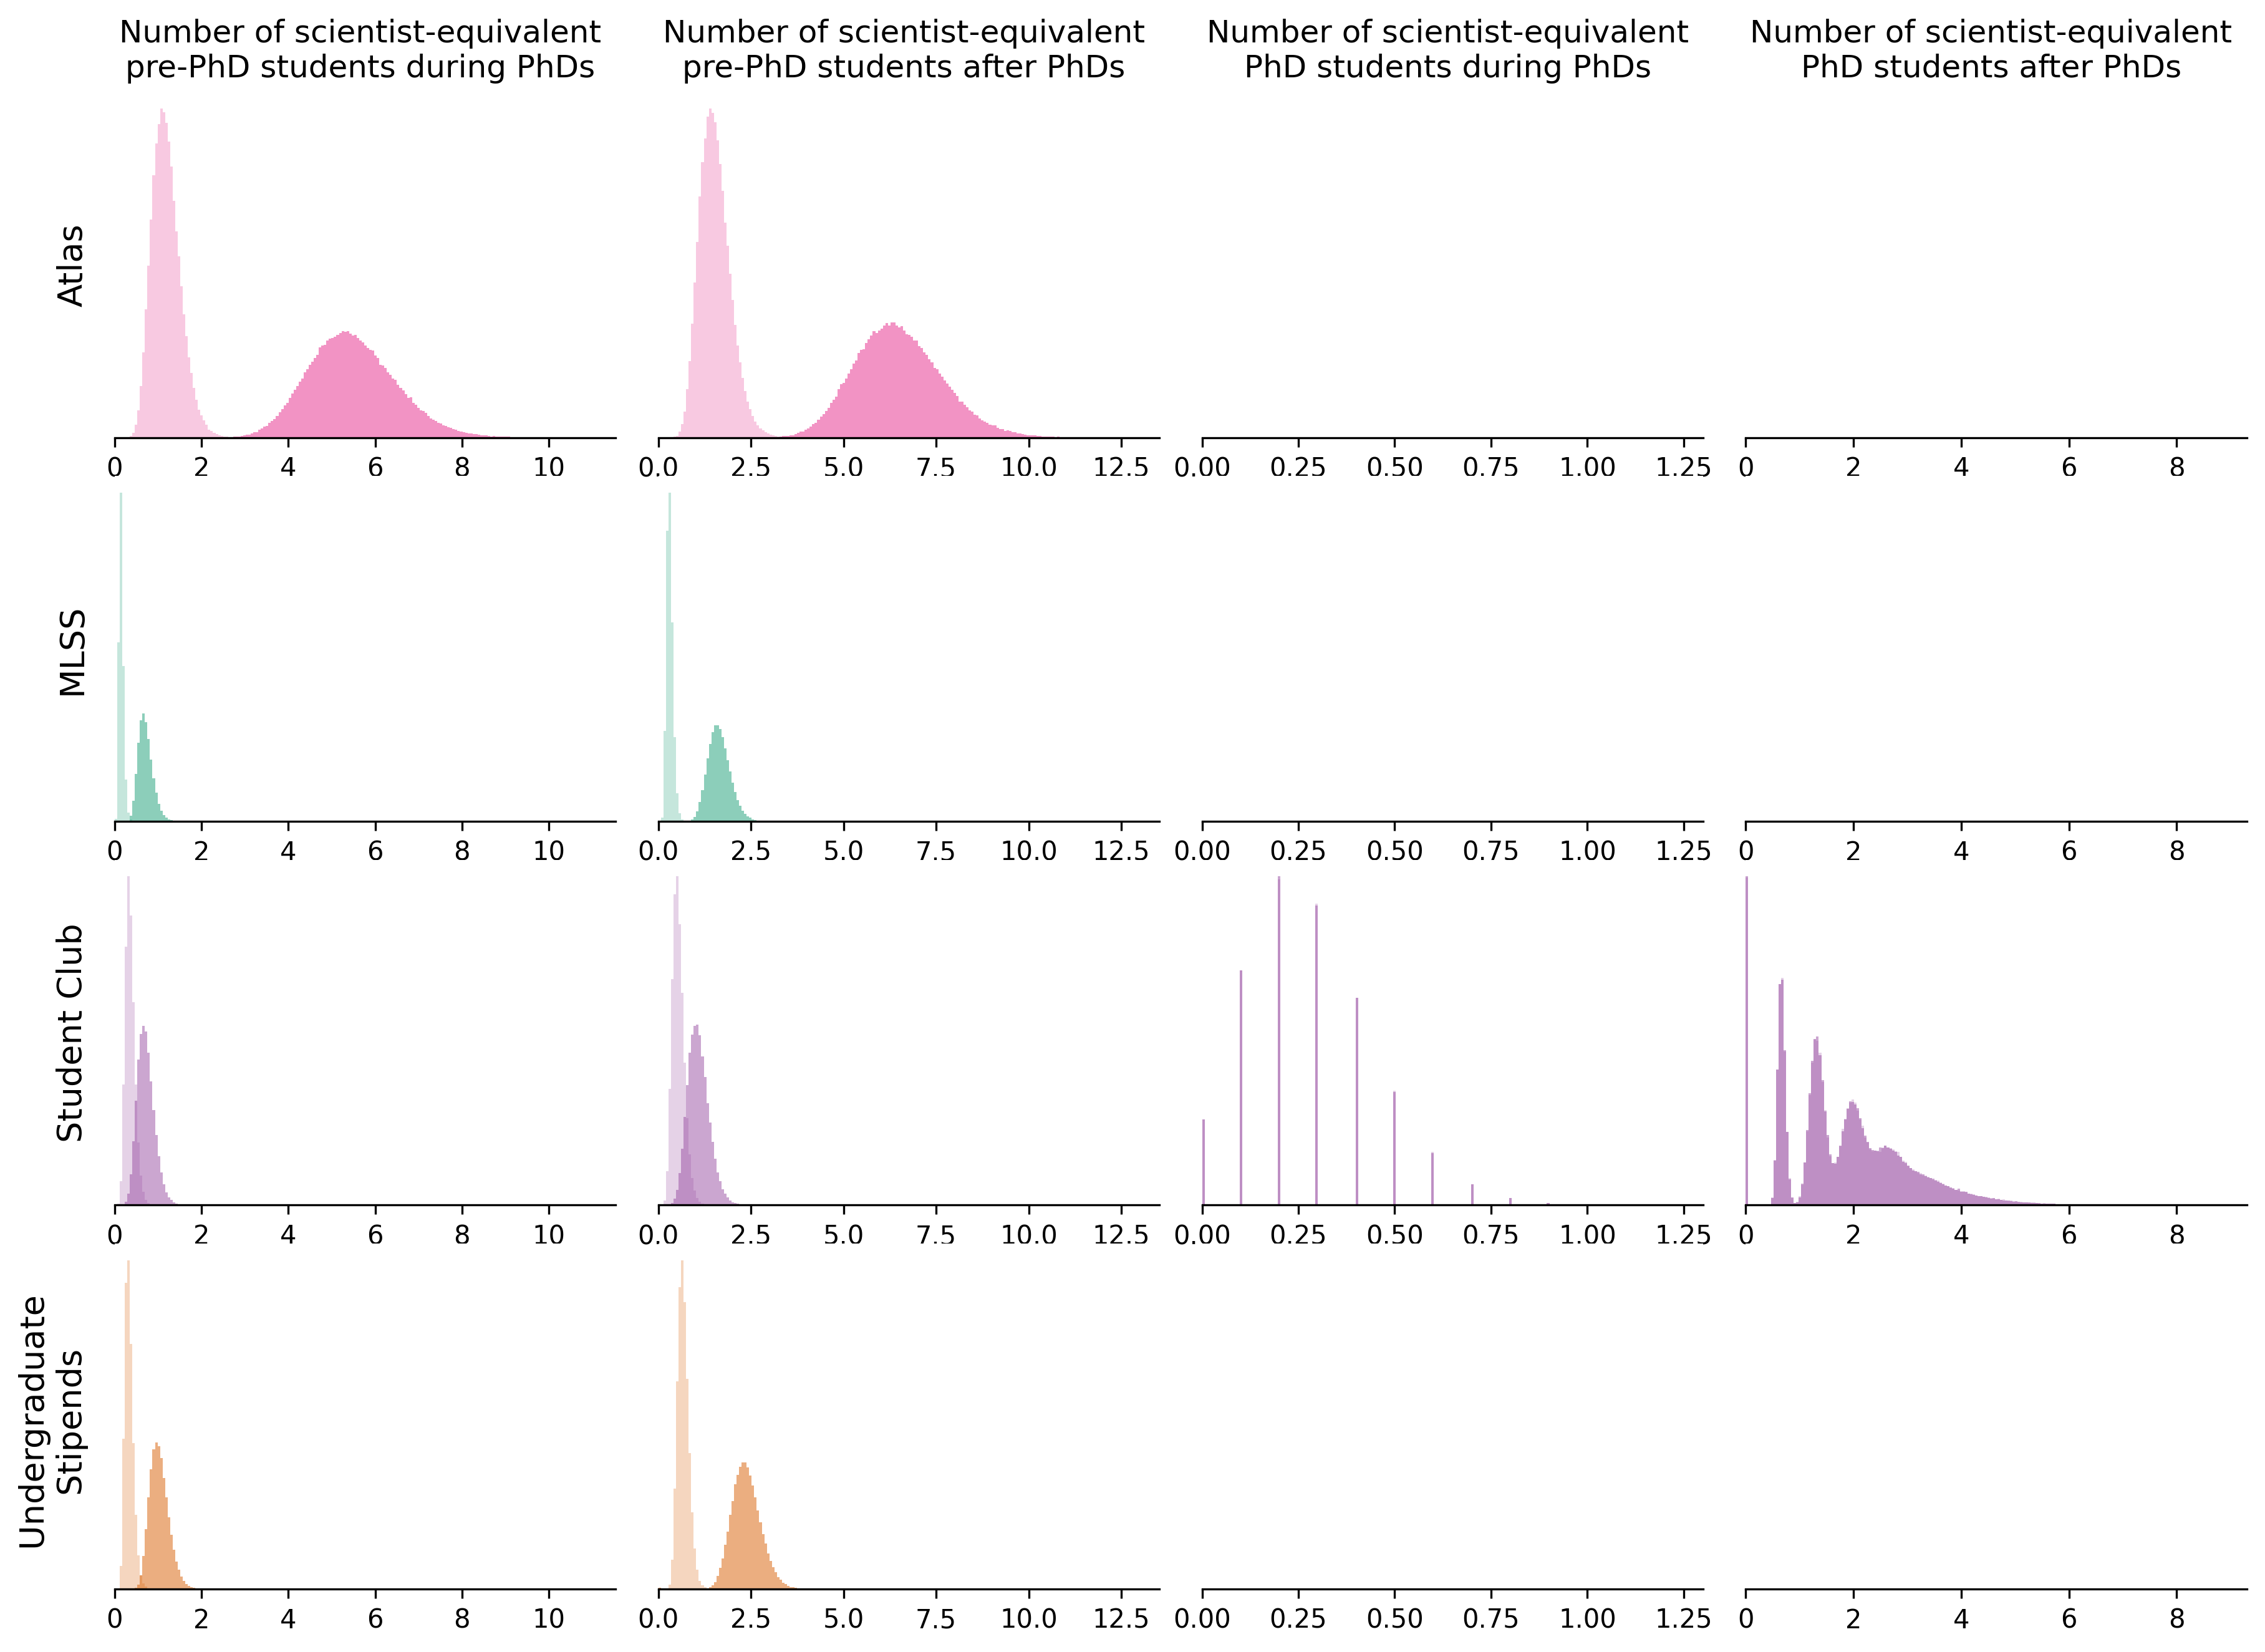 Number of scientist-equivalent
pre-PhD students during PhDs
Number of scientist-equivalent
pre-PhD students after PhDs
Number of scientist-equivalent
PhD students during PhDs
Number of scientist-equivalent
PhD students after PhDs
Atlas
0 2 4 6 8 10
0.0 2.5 5.0 7.5 10.0 12.5
0.00 0.25 0.50 0.75 1.00 1.25
0 2 4 6 8
MLSS
0 2 4 6 8 10
0.0 2.5 5.0 7.5 10.0 12.5
0.00 0.25 0.50 0.75 1.00 1.25
0 2 4 6 8
Student Club
0 2 4 6 8 10
0.0 2.5 5.0 7.5 10.0 12.5
0.00 0.25 0.50 0.75 1.00 1.25
0 2 4 6 8
Undergraduate
Stipends
0 2 4 6 8 10
0.0 2.5 5.0 7.5 10.0 12.5
0.00 0.25 0.50 0.75 1.00 1.25
0 2 4 6 8